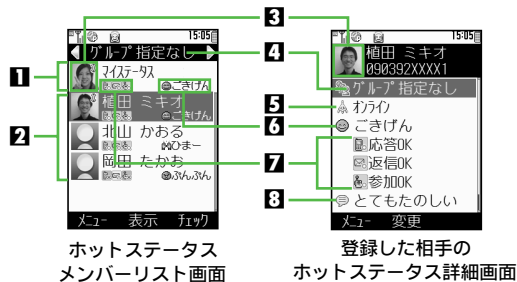 15:05
グループ指定なし
マイステータス
ごきげん
植田 ミキオ
ごきげん
北山 かおる
ひまー
岡田 たかお
ぷんぷん
メニュー 表示 チェック
ホットステータス
メンバーリスト画面
1
2
3
4
5
6
7
8
15:05
植田 ミキオ
090392XXXX1
グループ指定なし
オンライン
ごきげん
応答OK
返信OK
参加OK
とてもたのしい
メニュー 変更
登録した相手の
ホットステータス詳細画面